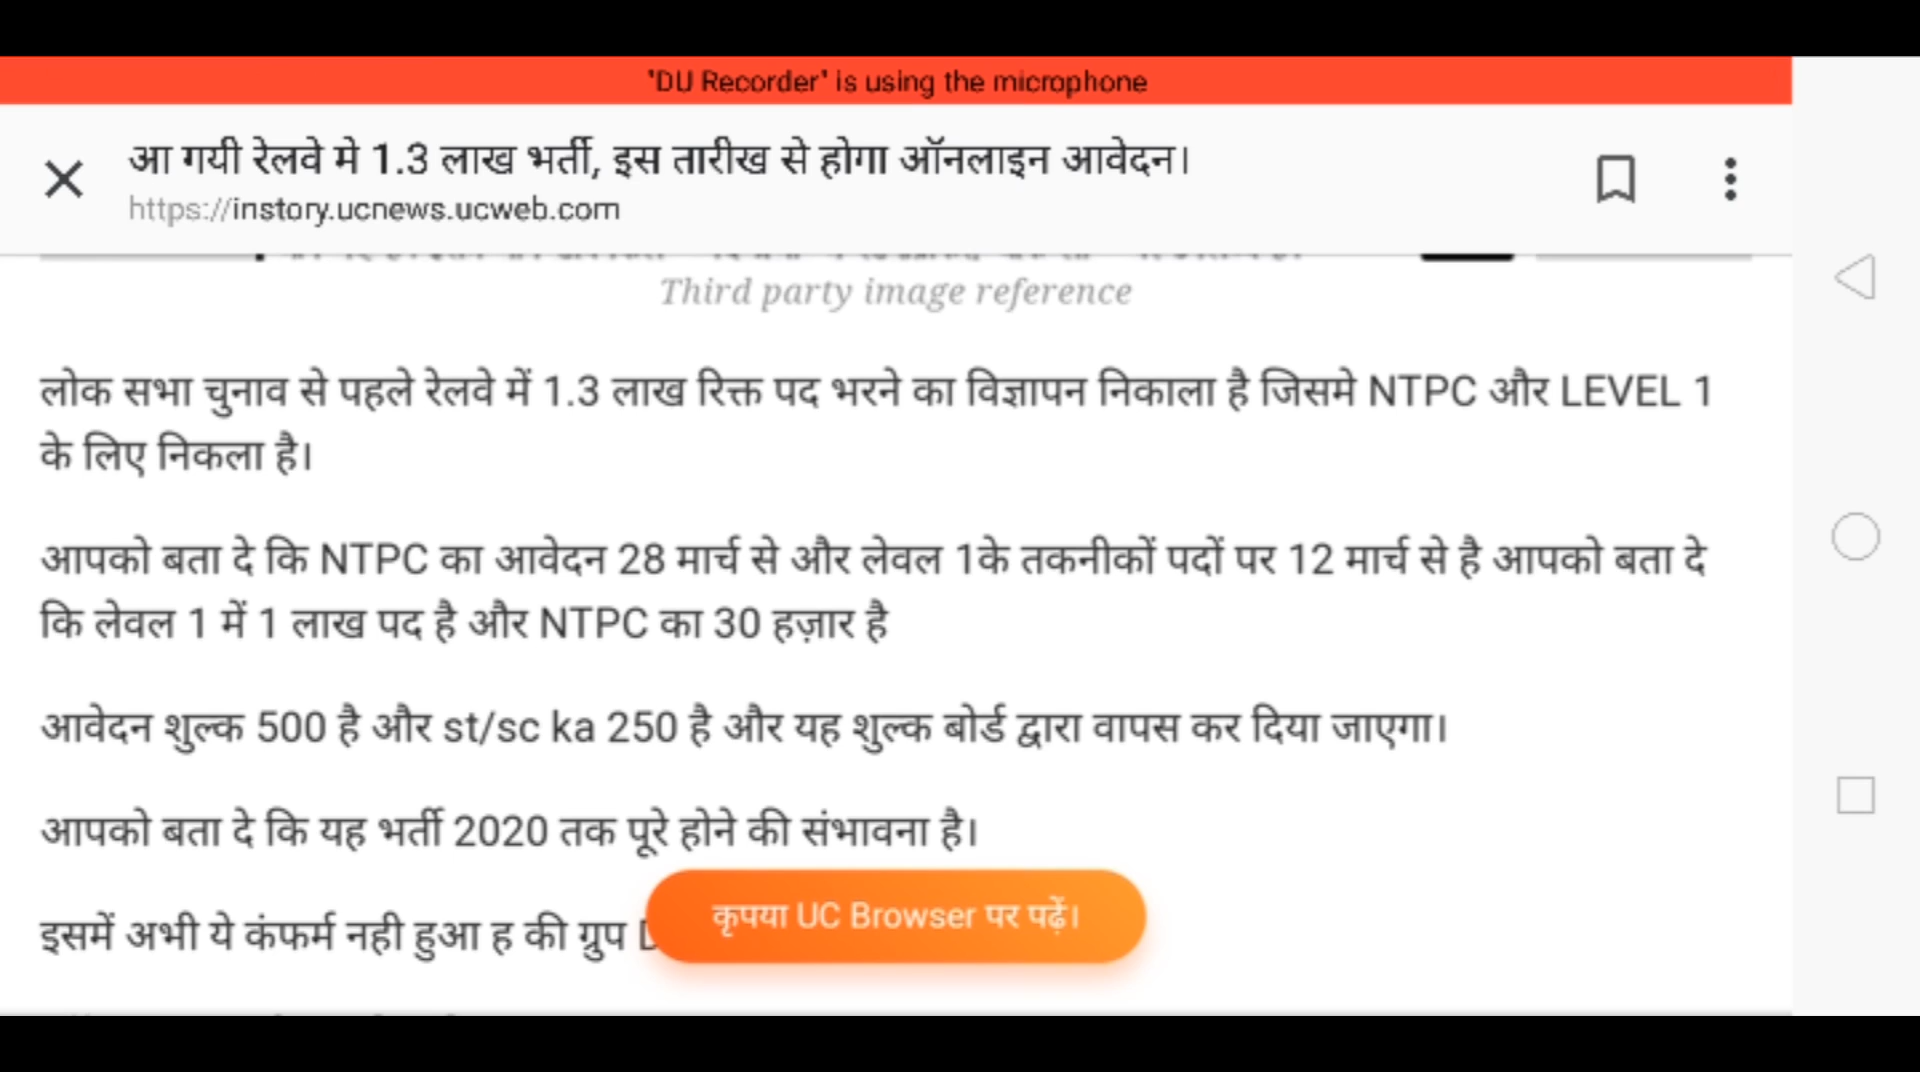 'DU Recorder' is using the microphone
आ गयी रेलवे मे 1.3 लाख भर्ती, इस तारीख से होगा ऑनलाइन आवेदन।
https://instory.ucnews.ucweb.com
Third party image reference
लोक सभा चुनाव से पहले रेलवे में 1.3 लाख रिक्त पद भरने का विज्ञापन निकाला है जिसमे NTPC और LEVEL 1
के लिए निकला है।
आपको बता दे कि NTPC का आवेदन 28 मार्च से और लेवल 1के तकनीकों पदों पर 12 मार्च से है आपको बता दे
कि लेवल 1 में 1 लाख पद है और NTPC का 30 हज़ार है
आवेदन शुल्क 500 है और st/sc ka 250 है और यह शुल्क बोर्ड द्वारा वापस कर दिया जाएगा।
आपको बता दे कि यह भर्ती 2020 तक पूरे होने की संभावना है।
इसमें अभी ये कंफर्म नही हुआ ह की ग्रुप
कृपया UC Browser पर पढ़ें।